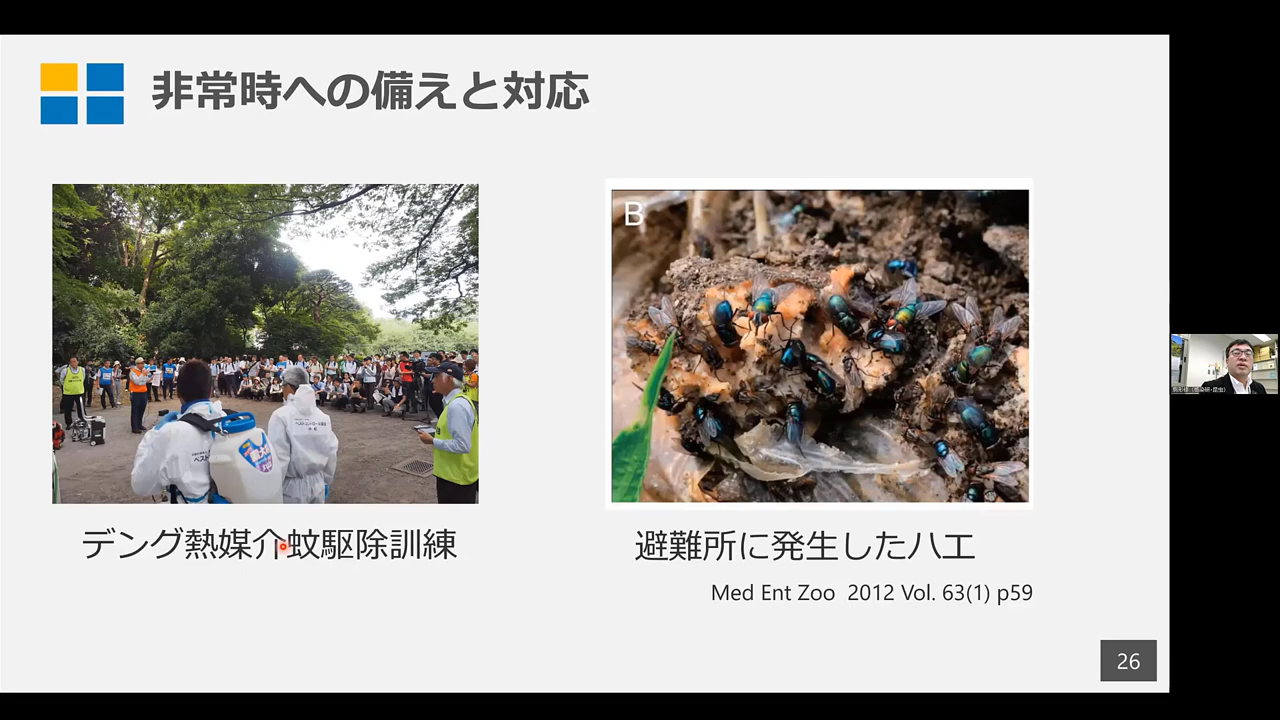 非常時への備えと対応
B
デング熱媒介蚊駆除訓練
避難所に発生したハエ
Med Ent Zoo 2012 Vol. 63(1) p59
26